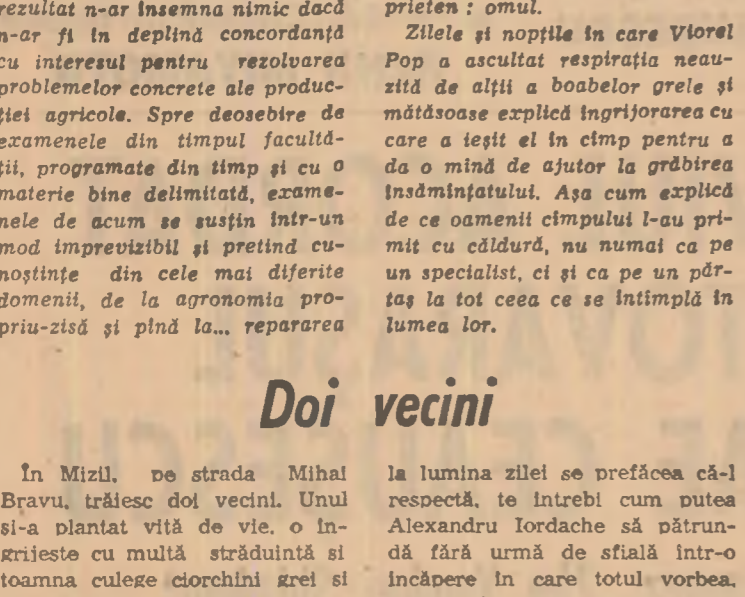 rezultat n-ar însemna nimic dacă
n-ar fi în deplină concordanță
cu interesul pentru rezolvarea
problemelor concrete ale produc-
ției agricole. Spre deosebire de
examenele din timpul facultă-
ții, programate din timp și cu o
materie bine delimitată, exame-
nele de acum se susțin într-un
mod imprevizibil și pretind cu-
noștințe din cele mai diferite
domenii, de la agronomia pro-
priu-zisă și pînă la... repararea
prieten : omul.
Zilele și nopțile în care Viorel
Pop a ascultat respirația neau-
zită de alții a boabelor grele și
mătăsoase explică îngrijorarea cu
care a ieșit el în cîmp pentru a
da o mînă de ajutor la grăbirea
însămînțatului. Așa cum explică
de ce oamenii cîmpului l-au pri-
mit cu căldură, nu numai ca pe
un specialist, ci și ca pe un păr-
taș la tot ceea ce se întîmplă în
lumea lor.
Doi vecini
În Mizil, pe strada Mihai
Bravu, trăiesc doi vecini. Unul
și-a plantat viță de vie, o în-
grijește cu multă străduință și
toamna culege ciorchini grei și
la lumina zilei se prefăcea că-l
respectă, te întrebi cum putea
Alexandru Iordache să pătrun-
dă fără urmă de sfială într-o
încăpere în care totul vorbea,